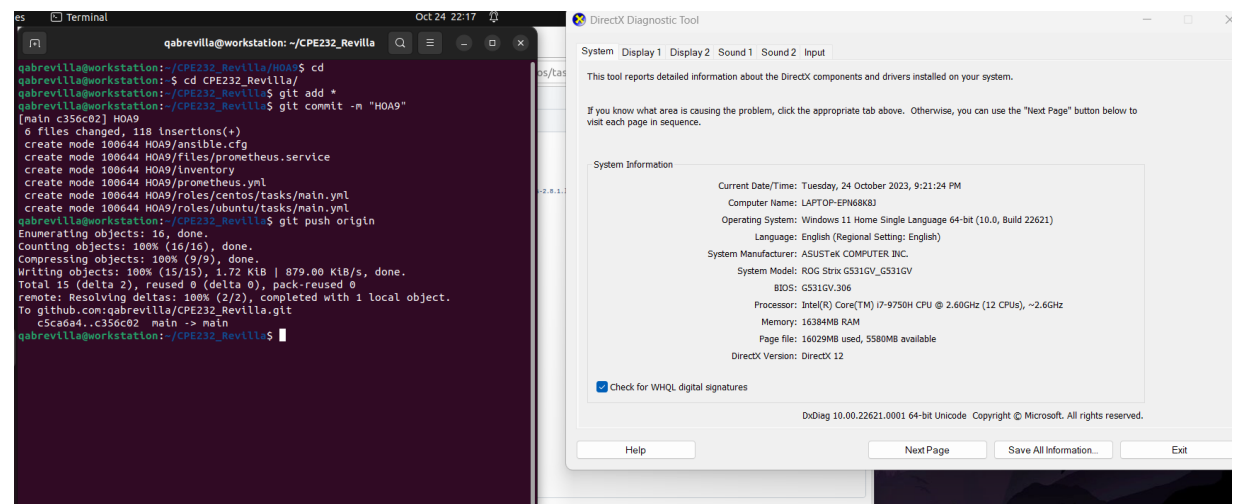 es Terminal Oct 24 22:17
qabrevilla@workstation: ~/CPE232_Revilla
qabrevilla@workstation:~/CPE232_Revilla/HOA9$ cd
qabrevilla@workstation:~$ cd CPE232_Revilla/
qabrevilla@workstation:~/CPE232_Revilla$ git add *
qabrevilla@workstation:~/CPE232_Revilla$ git commit -m "HOA9"
[main c356c02] HOA9
6 files changed, 118 insertions(+)
create mode 100644 HOA9/ansible.cfg
create mode 100644 HOA9/files/prometheus.service
create mode 100644 HOA9/inventory
create mode 100644 HOA9/prometheus.yml
create mode 100644 HOA9/roles/centos/tasks/main.yml
create mode 100644 HOA9/roles/ubuntu/tasks/main.yml
qabrevilla@workstation:~/CPE232_Revilla$ git push origin
Enumerating objects: 16, done.
Counting objects: 100% (16/16), done.
Compressing objects: 100% (9/9), done.
Writing objects: 100% (15/15), 1.72 KiB | 879.00 KiB/s, done.
Total 15 (delta 2), reused 0 (delta 0), pack-reused 0
remote: Resolving deltas: 100% (2/2), completed with 1 local object.
To github.com:qabrevilla/CPE232_Revilla.git
c5ca6a4..c356c02 main -> main
qabrevilla@workstation:~/CPE232_Revilla$
os/tas
-2.8.1.
DirectX Diagnostic Tool
System Display 1 Display 2 Sound 1 Sound 2 Input
This tool reports detailed information about the DirectX components and drivers installed on your system.
If you know what area is causing the problem, click the appropriate tab above. Otherwise, you can use the "Next Page" button below to
visit each page in sequence.
System Information
Current Date/Time: Tuesday, 24 October 2023, 9:21:24 PM
Computer Name: LAPTOP-EPN68K8J
Operating System: Windows 11 Home Single Language 64-bit (10.0, Build 22621)
Language: English (Regional Setting: English)
System Manufacturer: ASUSTeK COMPUTER INC.
System Model: ROG Strix G531GV_G531GV
BIOS: G531GV.306
Processor: Intel(R) Core(TM) i7-9750H CPU @ 2.60GHz (12 CPUs), ~2.6GHz
Memory: 16384MB RAM
Page file: 16029MB used, 5580MB available
DirectX Version: DirectX 12
Check for WHQL digital signatures
DxDiag 10.00.22621.0001 64-bit Unicode Copyright © Microsoft. All rights reserved.
Help Next Page Save All Information... Exit